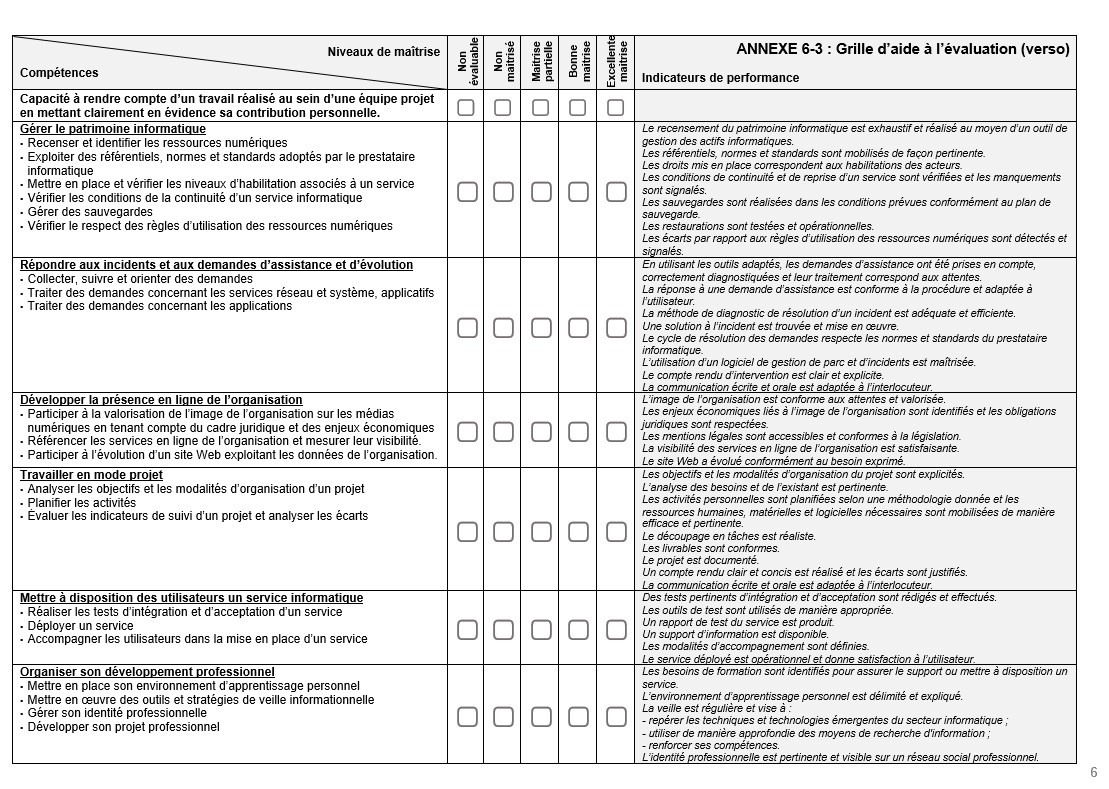 Niveaux de maîtrise
Compétences
Non évaluable
Non maitrisé
Maitrise partielle
Bonne maitrise
Excellente maitrise
ANNEXE 6-3 : Grille d'aide à l'évaluation (verso)
Indicateurs de performance
Capacité à rendre compte d'un travail réalisé au sein d'une équipe projet
en mettant clairement en évidence sa contribution personnelle.
Gérer le patrimoine informatique
· Recenser et identifier les ressources numériques
· Exploiter des référentiels, normes et standards adoptés par le prestataire
informatique
· Mettre en place et vérifier les niveaux d'habilitation associés à un service
· Vérifier les conditions de la continuité d'un service informatique
· Gérer des sauvegardes
· Vérifier le respect des règles d'utilisation des ressources numériques
Le recensement du patrimoine informatique est exhaustif et réalisé au moyen d'un outil de
gestion des actifs informatiques.
Les référentiels, normes et standards sont mobilisés de façon pertinente.
Les droits mis en place correspondent aux habilitations des acteurs.
Les conditions de continuité et de reprise d'un service sont vérifiées et les manquements
sont signalés.
Les sauvegardes sont réalisées dans les conditions prévues conformément au plan de
sauvegarde.
Les restaurations sont testées et opérationnelles.
Les écarts par rapport aux règles d'utilisation des ressources numériques sont détectés et
signalés.
Répondre aux incidents et aux demandes d'assistance et d'évolution
· Collecter, suivre et orienter des demandes
· Traiter des demandes concernant les services réseau et système, applicatifs
· Traiter des demandes concernant les applications
En utilisant les outils adaptés, les demandes d'assistance ont été prises en compte,
correctement diagnostiquées et leur traitement correspond aux attentes.
La réponse à une demande d'assistance est conforme à la procédure et adaptée à
l'utilisateur.
La méthode de diagnostic de résolution d'un incident est adéquate et efficiente.
Une solution à l'incident est trouvée et mise en œuvre.
Le cycle de résolution des demandes respecte les normes et standards du prestataire
informatique.
L'utilisation d'un logiciel de gestion de parc et d'incidents est maîtrisée.
Le compte rendu d'intervention est clair et explicite.
La communication écrite et orale est adaptée à l'interlocuteur.
Développer la présence en ligne de l'organisation
· Participer à la valorisation de l'image de l'organisation sur les médias
numériques en tenant compte du cadre juridique et des enjeux économiques
· Référencer les services en ligne de l'organisation et mesurer leur visibilité.
· Participer à l'évolution d'un site Web exploitant les données de l'organisation.
L'image de l'organisation est conforme aux attentes et valorisée.
Les enjeux économiques liés à l'image de l'organisation sont identifiés et les obligations
juridiques sont respectées.
Les mentions légales sont accessibles et conformes à la législation.
La visibilité des services en ligne de l'organisation est satisfaisante.
Le site Web a évolué conformément au besoin exprimé.
Travailler en mode projet
· Analyser les objectifs et les modalités d'organisation d'un projet
· Planifier les activités
· Évaluer les indicateurs de suivi d'un projet et analyser les écarts
Les objectifs et les modalités d'organisation du projet sont explicités.
L'analyse des besoins et de l'existant est pertinente.
Les activités personnelles sont planifiées selon une méthodologie donnée et les
ressources humaines, matérielles et logicielles nécessaires sont mobilisées de manière
efficace et pertinente.
Le découpage en tâches est réaliste.
Les livrables sont conformes.
Le projet est documenté.
Un compte rendu clair et concis est réalisé et les écarts sont justifiés.
La communication écrite et orale est adaptée à l'interlocuteur.
Mettre à disposition des utilisateurs un service informatique
· Réaliser les tests d'intégration et d'acceptation d'un service
· Déployer un service
· Accompagner les utilisateurs dans la mise en place d'un service
Des tests pertinents d'intégration et d'acceptation sont rédigés et effectués.
Les outils de test sont utilisés de manière appropriée.
Un rapport de test du service est produit.
Un support d'information est disponible.
Les modalités d'accompagnement sont définies.
Le service déployé est opérationnel et donne satisfaction à l'utilisateur.
Organiser son développement professionnel
· Mettre en place son environnement d'apprentissage personnel
· Mettre en œuvre des outils et stratégies de veille informationnelle
· Gérer son identité professionnelle
· Développer son projet professionnel
Les besoins de formation sont identifiés pour assurer le support ou mettre à disposition un
service.
L'environnement d'apprentissage personnel est délimité et expliqué.
La veille est régulière et vise à :
- repérer les techniques et technologies émergentes du secteur informatique ;
- utiliser de manière approfondie des moyens de recherche d'information ;
- renforcer ses compétences.
L'identité professionnelle est pertinente et visible sur un réseau social professionnel.
6